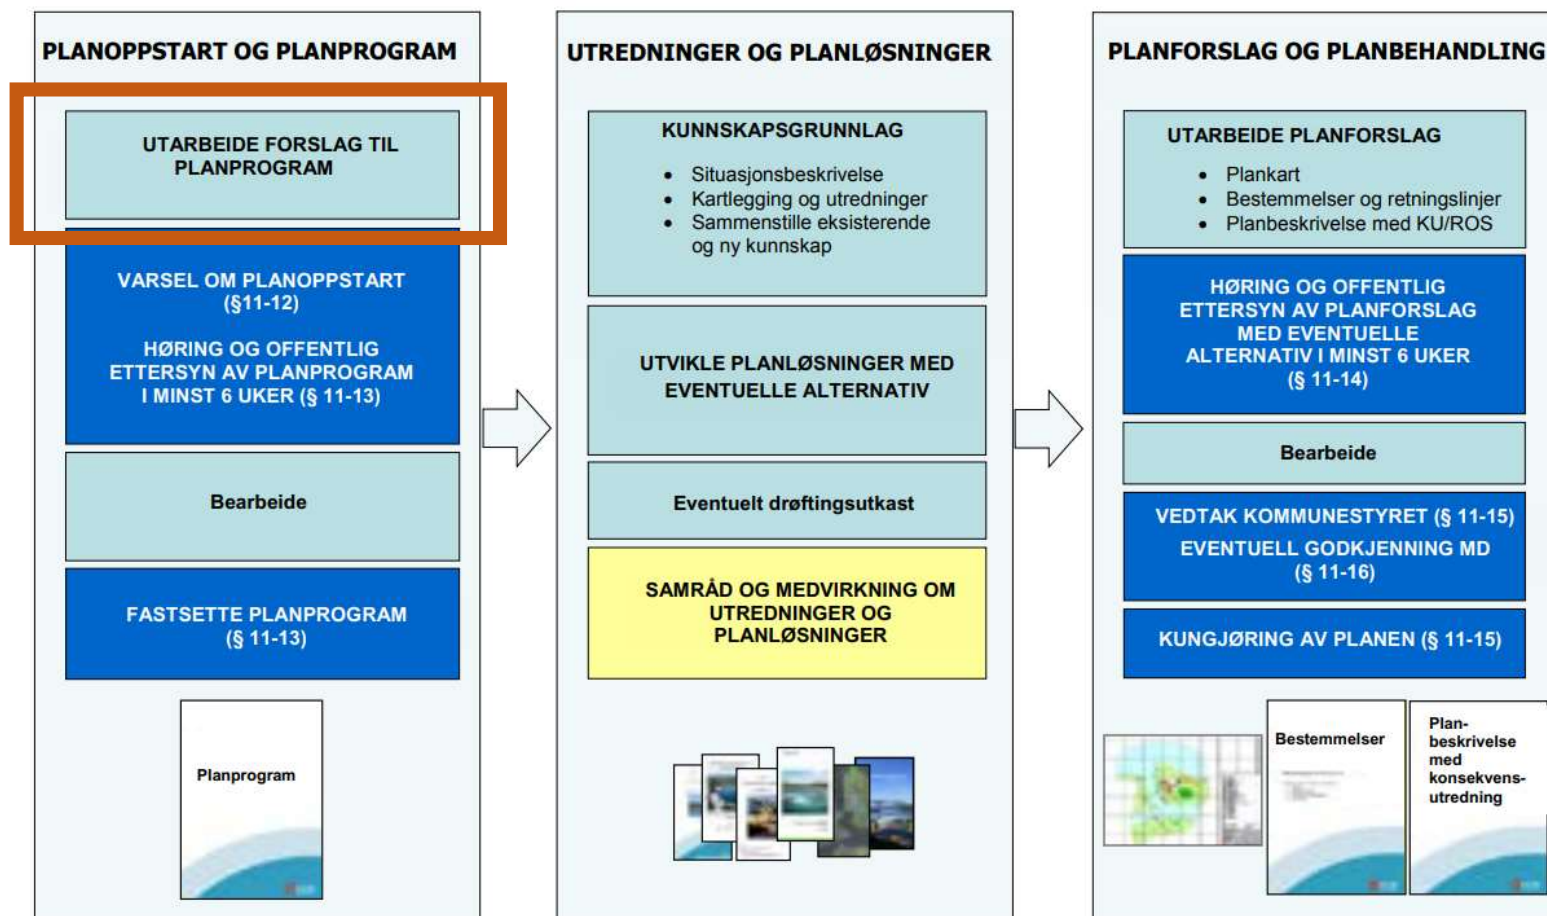 PLANOPPSTART OG PLANPROGRAM
UTARBEIDE FORSLAG TIL
PLANPROGRAM
VARSEL OM PLANOPPSTART
(§11-12)
HØRING OG OFFENTLIG
ETTERSYN AV PLANPROGRAM
I MINST 6 UKER (§ 11-13)
Bearbeide
FASTSETTE PLANPROGRAM
(§ 11-13)
Planprogram
UTREDNINGER OG PLANLØSNINGER
KUNNSKAPSGRUNNLAG
• Situasjonsbeskrivelse
• Kartlegging og utredninger
• Sammenstille eksisterende
og ny kunnskap
UTVIKLE PLANLØSNINGER MED
EVENTUELLE ALTERNATIV
Eventuelt drøftingsutkast
SAMRÅD OG MEDVIRKNING OM
UTREDNINGER OG
PLANLØSNINGER
PLANFORSLAG OG PLANBEHANDLING
UTARBEIDE PLANFORSLAG
• Plankart
• Bestemmelser og retningslinjer
• Planbeskrivelse med KU/ROS
HØRING OG OFFENTLIG
ETTERSYN AV PLANFORSLAG
MED EVENTUELLE
ALTERNATIV I MINST 6 UKER
(§ 11-14)
Bearbeide
VEDTAK KOMMUNESTYRET (§ 11-15)
EVENTUELL GODKJENNING MD
(§ 11-16)
KUNGJØRING AV PLANEN (§ 11-15)
Bestemmelser
Plan-
beskrivelse
med
konsekvens-
utredning